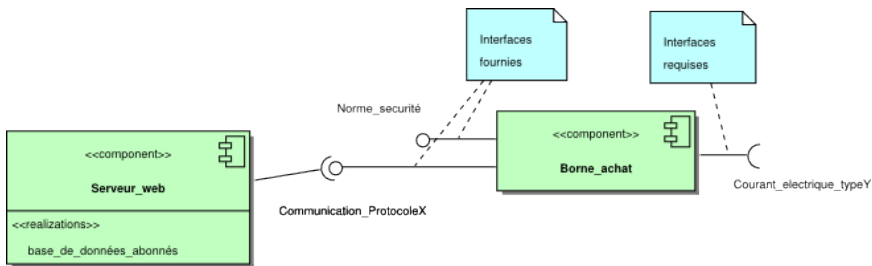 Interfaces
fournies
Interfaces
requises
Norme_securité
<<component>>
Borne_achat
<<component>>
Serveur_web
Courant_electrique_typeY
Communication_ProtocoleX
<<realizations>>
base_de_données_abonnés